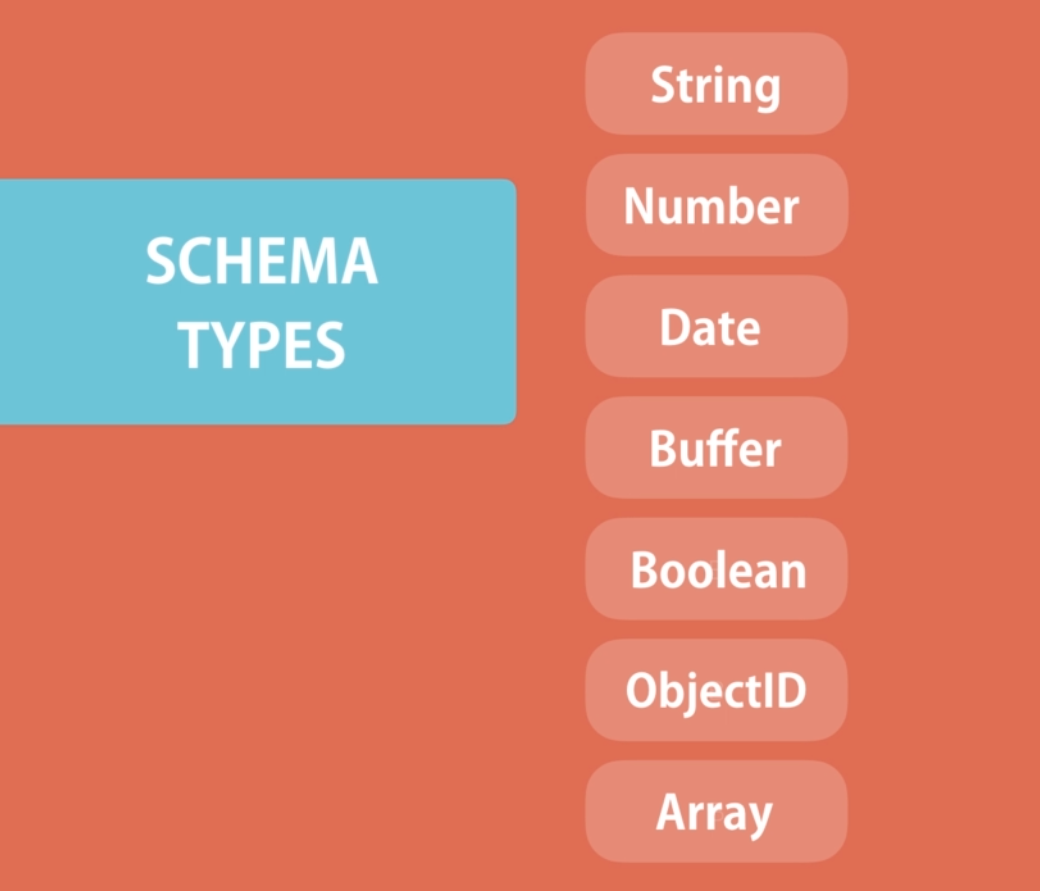 SCHEMA
TYPES
String
Number
Date
Buffer
Boolean
ObjectID
Array